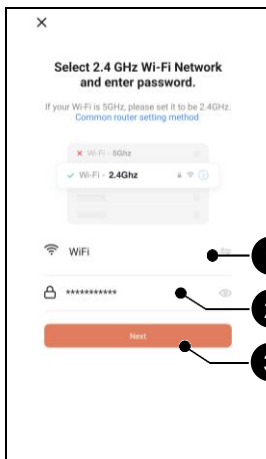 Select 2.4 GHz Wi-Fi Network
and enter password.
If your Wi-Fi is 5GHz, please set it to be 2.4GHz.
Common router setting method
Wi-Fi - 5Ghz
Wi-Fi - 2.4Ghz
WiFi
***********
Next